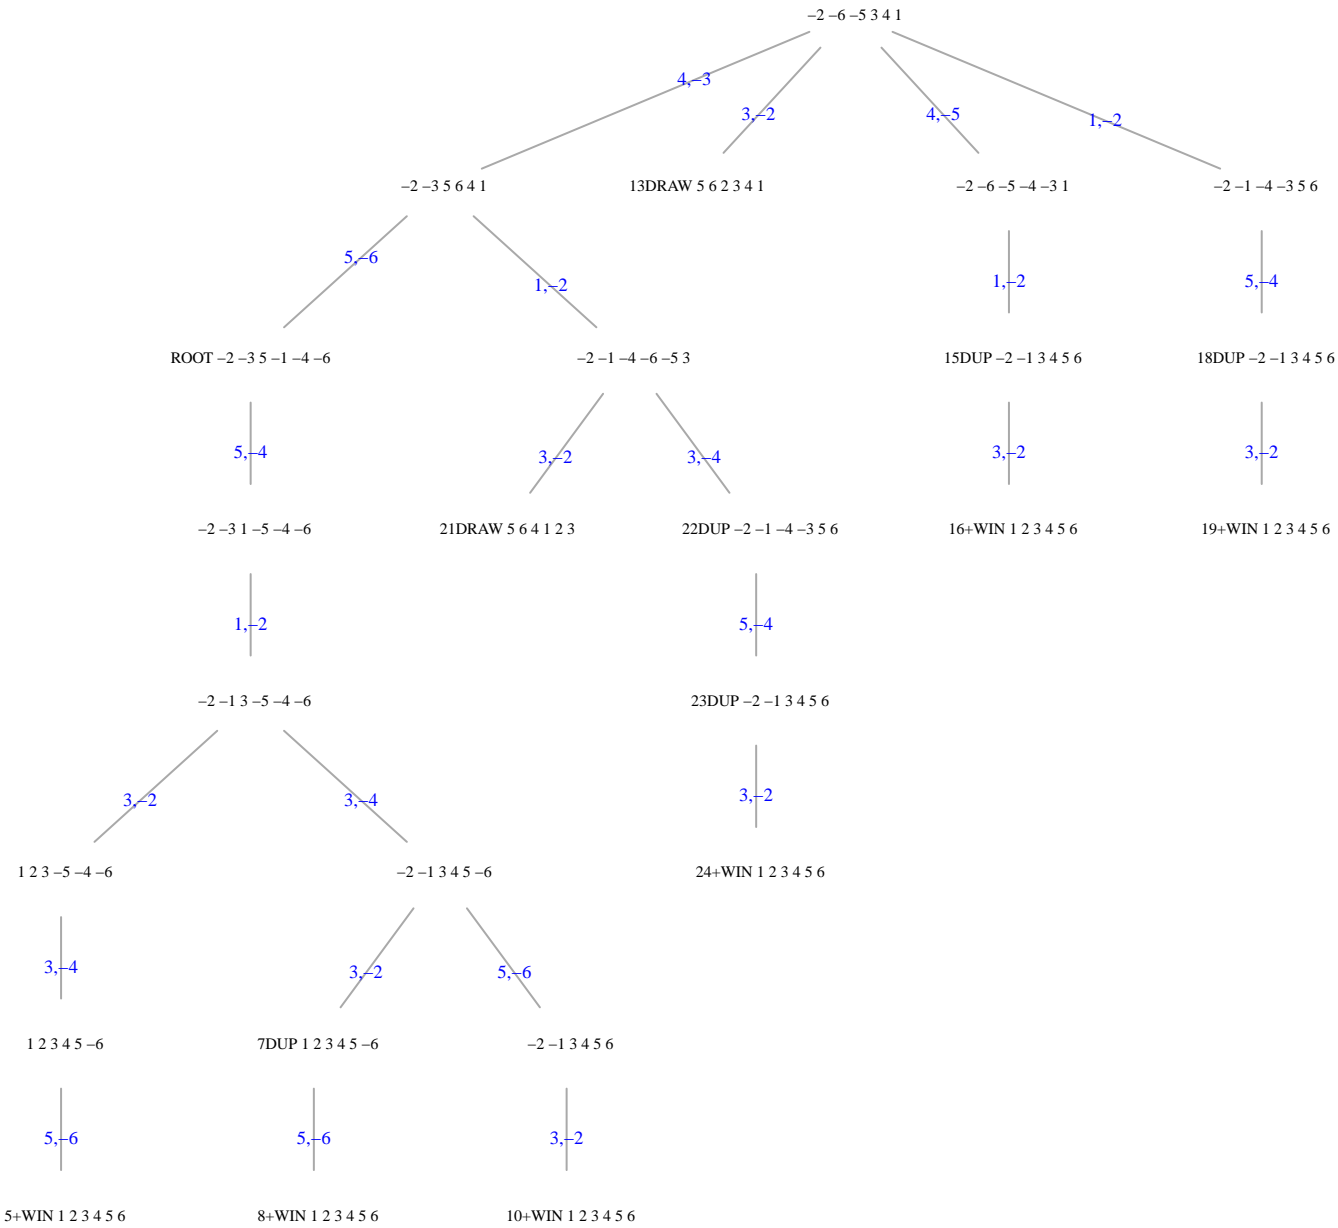 −2 −6 −5 3 4 1
4,−3
3,−2
4,−5
1,−2
−2 −3 5 6 4 1
13DRAW 5 6 2 3 4 1
−2 −6 −5 −4 −3 1
−2 −1 −4 −3 5 6
5,−6
1,−2
1,−2
5,−4
ROOT −2 −3 5 −1 −4 −6
−2 −1 −4 −6 −5 3
15DUP −2 −1 3 4 5 6
18DUP −2 −1 3 4 5 6
5,−4
3,−2
3,−4
3,−2
3,−2
−2 −3 1 −5 −4 −6
21DRAW 5 6 4 1 2 3
22DUP −2 −1 −4 −3 5 6
16+WIN 1 2 3 4 5 6
19+WIN 1 2 3 4 5 6
1,−2
5,−4
−2 −1 3 −5 −4 −6
23DUP −2 −1 3 4 5 6
3,−2
3,−4
3,−2
1 2 3 −5 −4 −6
−2 −1 3 4 5 −6
24+WIN 1 2 3 4 5 6
3,−4
3,−2
5,−6
1 2 3 4 5 −6
7DUP 1 2 3 4 5 −6
−2 −1 3 4 5 6
5,−6
5,−6
3,−2
5+WIN 1 2 3 4 5 6
8+WIN 1 2 3 4 5 6
10+WIN 1 2 3 4 5 6